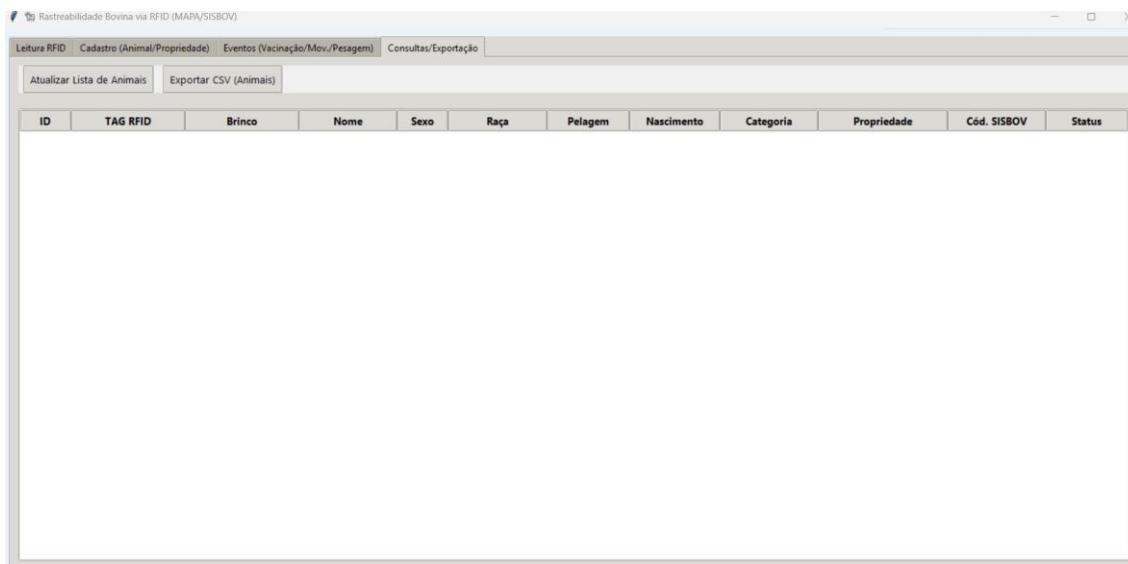 Rastreabilidade Bovina via RFID (MAPA/SISBOV)
Leitura RFID Cadastro (Animal/Propriedade) Eventos (Vacinação/Mov./Pesagem) Consultas/Exportação
Atualizar Lista de Animais Exportar CSV (Animais)
ID TAG RFID Brinco Nome Sexo Raça Pelagem Nascimento Categoria Propriedade Cód. SISBOV Status